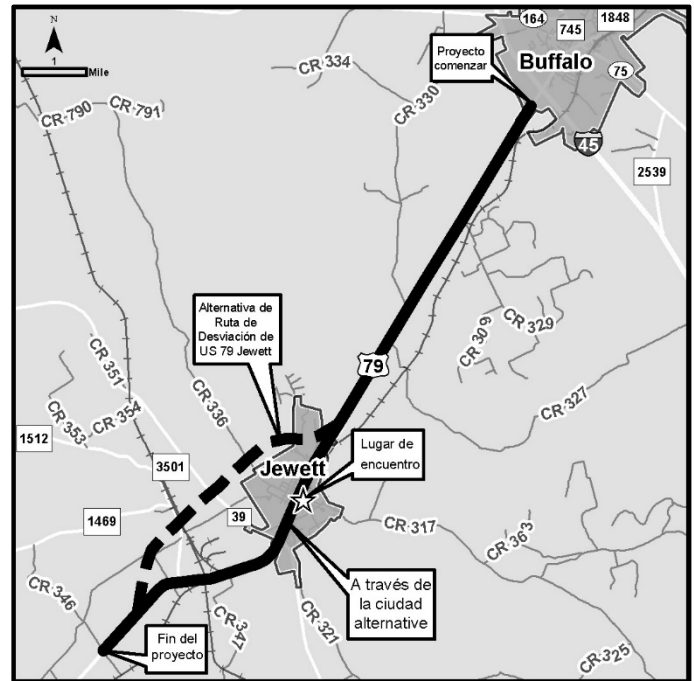 N
1
Mile
164
745
1848
Proyecto
comenzar
Buffalo
75
45
2539
CR 334
CR 330
CR 790
CR 791
Alternativa de
Ruta de
Desviación de
US 79 Jewett
CR 329
CR 309
79
CR 327
CR 351
CR 336
CR 354
CR 353
1512
3501
Lugar de
encuentro
Jewett
1469
39
CR 317
CR 363
CR 346
A través de
la ciudad
alternative
CR 347
CR 321
Fin del
proyecto
CR 325